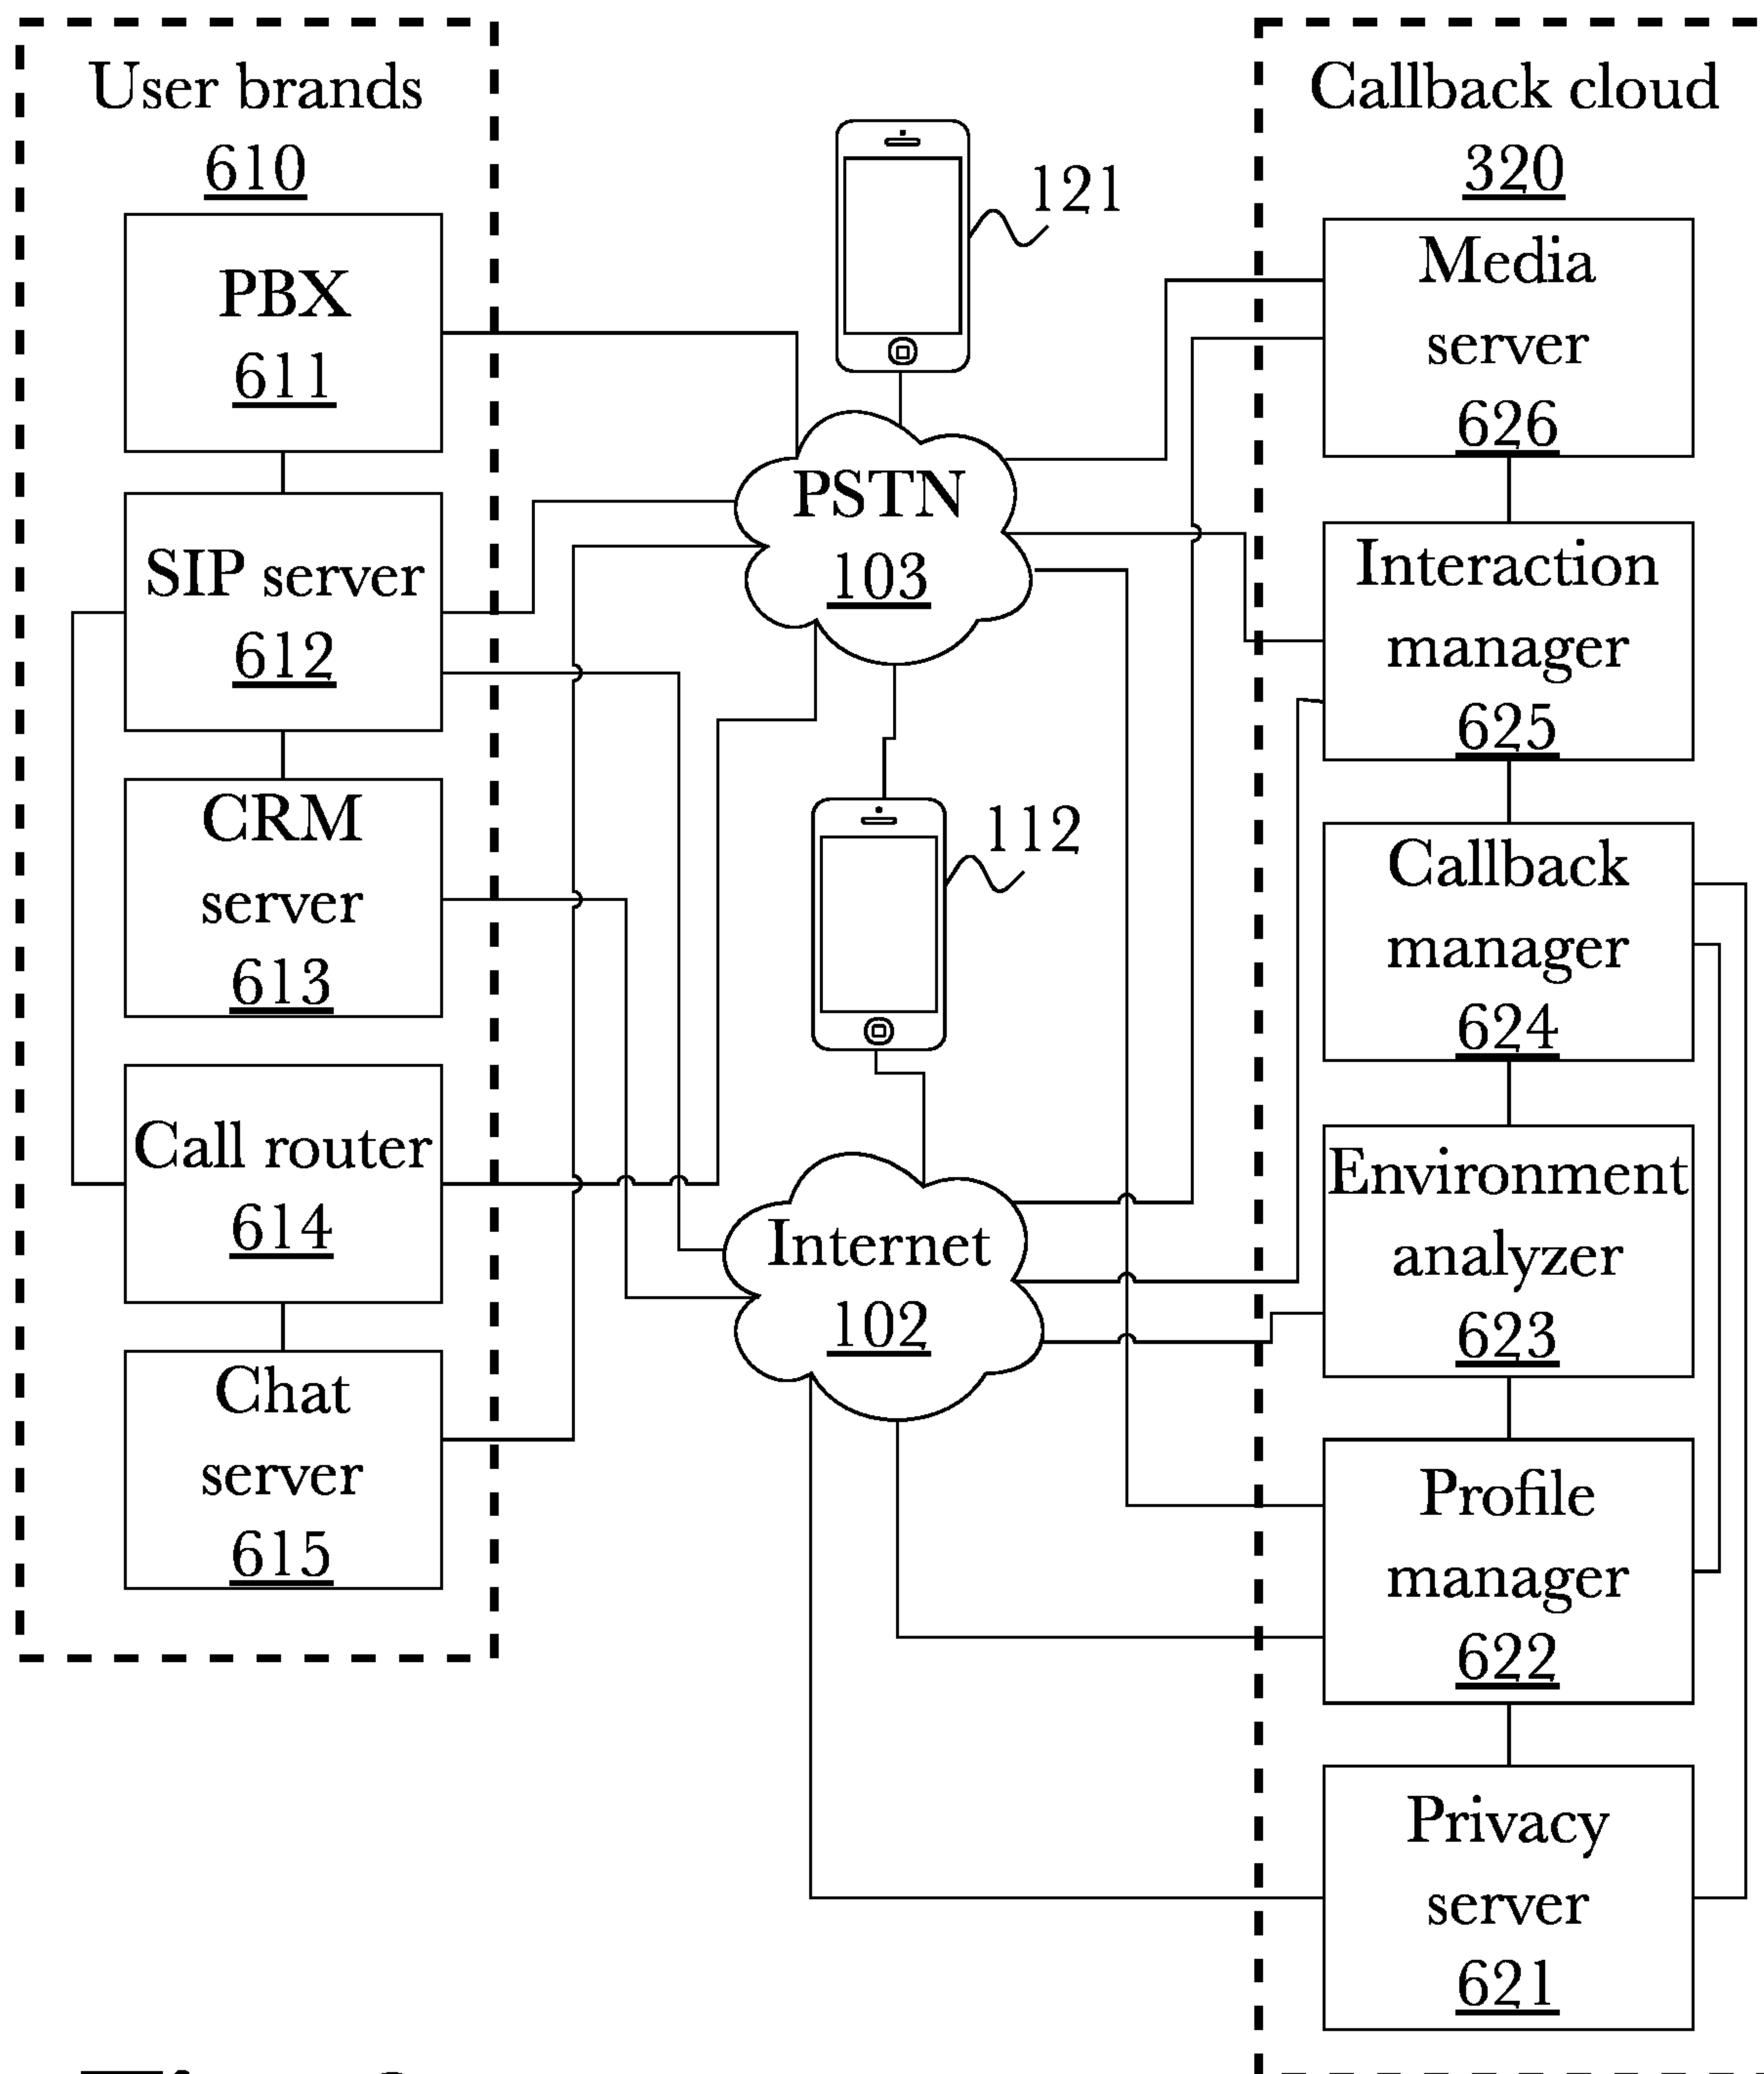 User brands
610
PBX
611
SIP server
612
CRM
server
613
Call router
614
Chat
server
615
121
PSTN
103
112
Internet
102
Callback cloud
320
Media
server
626
Interaction
manager
625
Callback
manager
624
Environment
analyzer
623
Profile
manager
622
Privacy
server
621